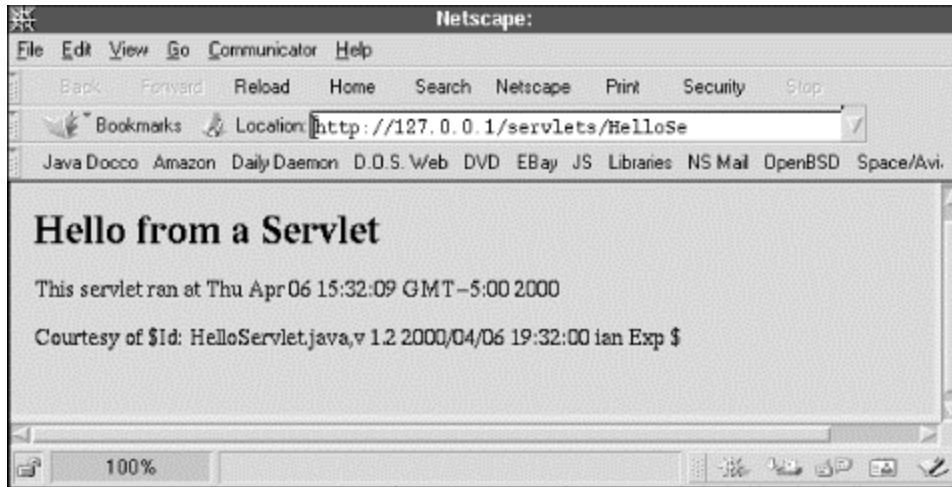 Netscape:
File Edit View Go Communicator Help
Back Forward Reload Home Search Netscape Print Security Stop
Bookmarks Location: http://127.0.0.1/servlets/HelloSe
Java Docco Amazon Daily Daemon D.O.S. Web DVD EBay JS Libraries NS Mail OpenBSD Space/Avi
Hello from a Servlet
This servlet ran at Thu Apr 06 15:32:09 GMT-5:00 2000
Courtesy of $Id: HelloServlet.java,v 1.2 2000/04/06 19:32:00 ian Exp $
100%